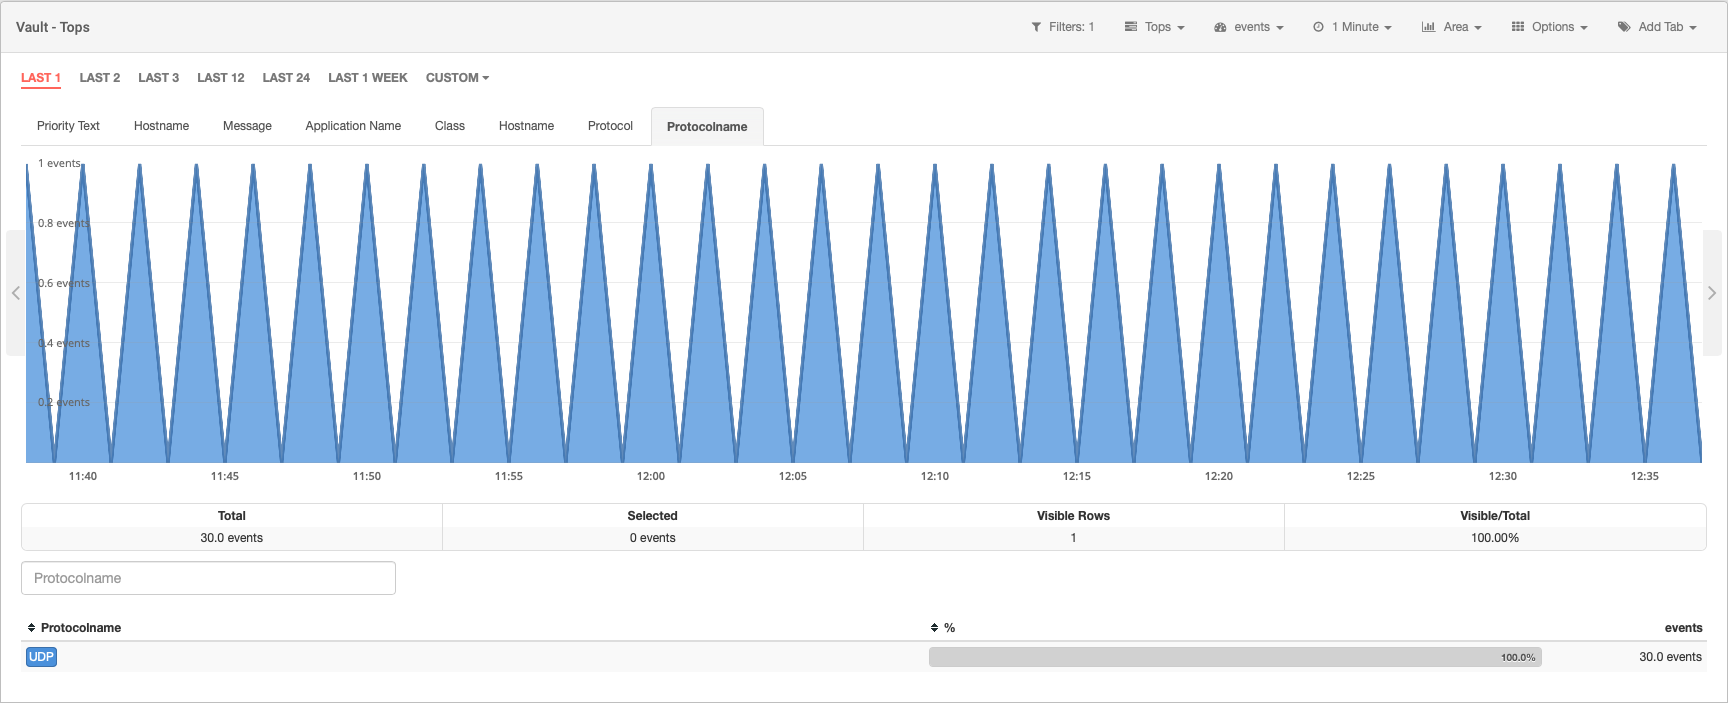 Vault - Tops
Filters: 1 Tops events 1 Minute Area Options Add Tab
LAST 1 LAST 2 LAST 3 LAST 12 LAST 24 LAST 1 WEEK CUSTOM
Priority Text Hostname Message Application Name Class Hostname Protocol Protocolname
1 events
0.8 events
0.6 events
0.4 events
0.2 events
11:40 11:45 11:50 11:55 12:00 12:05 12:10 12:15 12:20 12:25 12:30 12:35
Total Selected Visible Rows Visible/Total
30.0 events 0 events 1 100.00%
Protocolname
Protocolname % events
UDP 100.0% 30.0 events